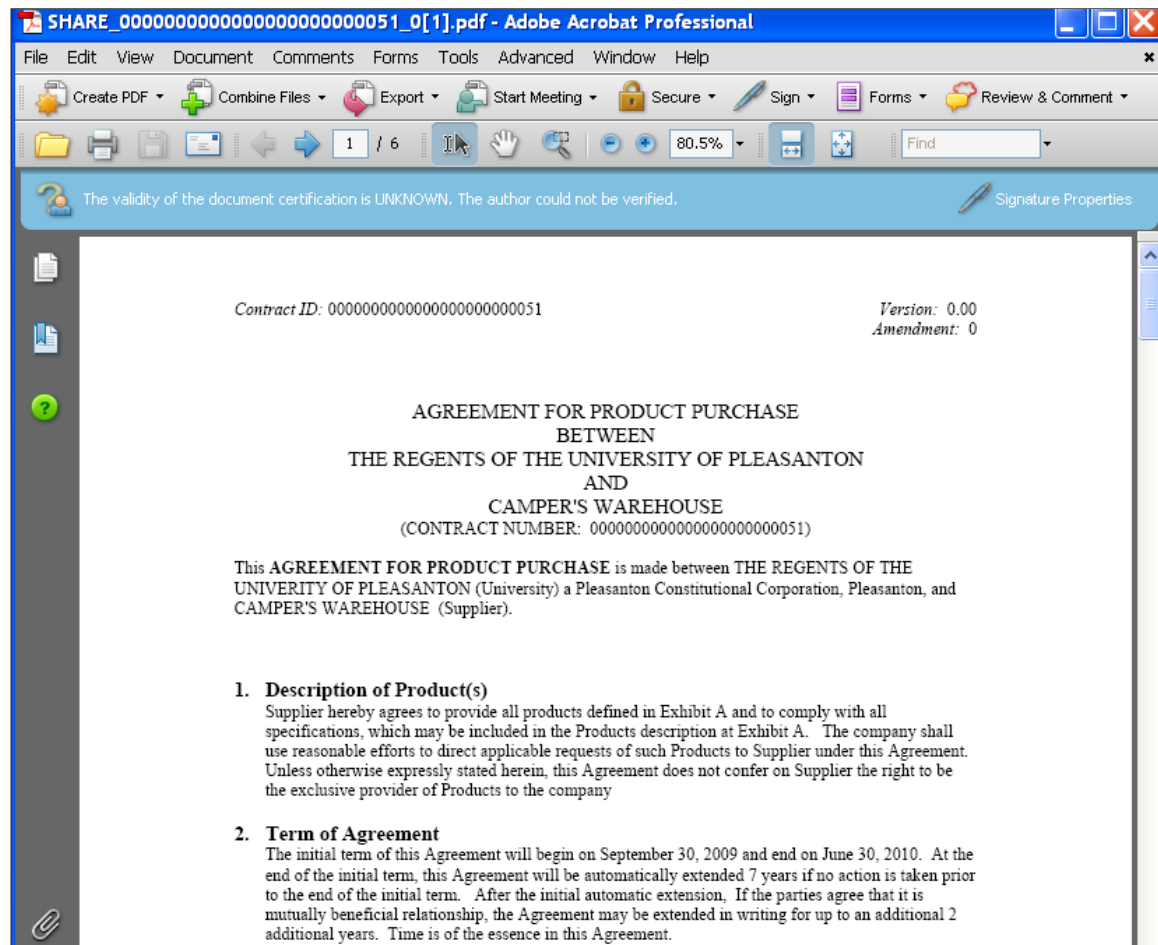 SHARE_0000000000000000000000051_0[1].pdf - Adobe Acrobat Professional
File Edit View Document Comments Forms Tools Advanced Window Help
Create PDF Combine Files Export Start Meeting Secure Sign Forms Review & Comment
1 / 6 80.5% Find
The validity of the document certification is UNKNOWN. The author could not be verified. Signature Properties
Contract ID: 0000000000000000000000051 Version: 0.00
Amendment: 0
AGREEMENT FOR PRODUCT PURCHASE
BETWEEN
THE REGENTS OF THE UNIVERSITY OF PLEASANTON
AND
CAMPER'S WAREHOUSE
(CONTRACT NUMBER: 0000000000000000000000051)
This AGREEMENT FOR PRODUCT PURCHASE is made between THE REGENTS OF THE
UNIVERITY OF PLEASANTON (University) a Pleasanton Constitutional Corporation, Pleasanton, and
CAMPER'S WAREHOUSE (Supplier).
1. Description of Product(s)
Supplier hereby agrees to provide all products defined in Exhibit A and to comply with all
specifications, which may be included in the Products description at Exhibit A. The company shall
use reasonable efforts to direct applicable requests of such Products to Supplier under this Agreement.
Unless otherwise expressly stated herein, this Agreement does not confer on Supplier the right to be
the exclusive provider of Products to the company
2. Term of Agreement
The initial term of this Agreement will begin on September 30, 2009 and end on June 30, 2010. At the
end of the initial term, this Agreement will be automatically extended 7 years if no action is taken prior
to the end of the initial term. After the initial automatic extension, If the parties agree that it is
mutually beneficial relationship, the Agreement may be extended in writing for up to an additional 2
additional years. Time is of the essence in this Agreement.